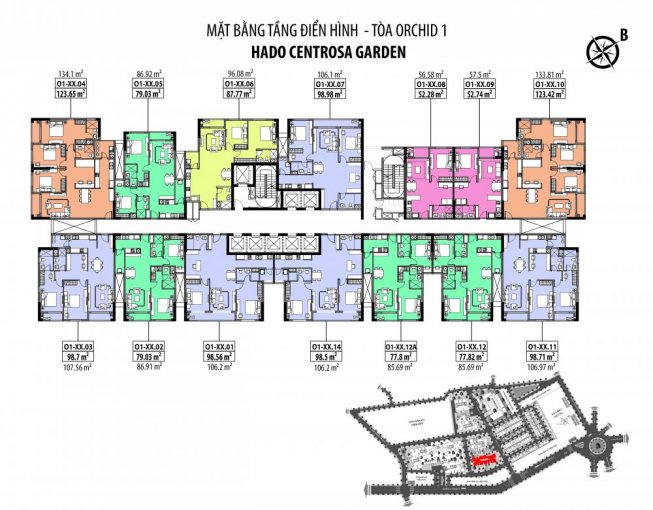 MẶT BẰNG TẦNG ĐIỂN HÌNH - TÒA ORCHID 1
HADO CENTROSA GARDEN
B
134.1 m²
O1-XX.04
123.65 m²
86.92 m²
O1-XX.05
79.03 m²
96.08 m²
O1-XX.06
87.77 m²
106.1 m²
O1-XX.07
98.98 m²
56.58 m²
O1-XX.08
52.28 m²
57.5 m²
O1-XX.09
52.74 m²
133.81 m²
O1-XX.10
123.42 m²
O1-XX.03
98.7 m²
107.56 m²
O1-XX.02
79.03 m²
86.91 m²
O1-XX.01
98.56 m²
106.2 m²
O1-XX.14
98.5 m²
106.2 m²
O1-XX.12A
77.8 m²
85.69 m²
O1-XX.12
77.82 m²
85.69 m²
O1-XX.11
98.71 m²
106.97 m²